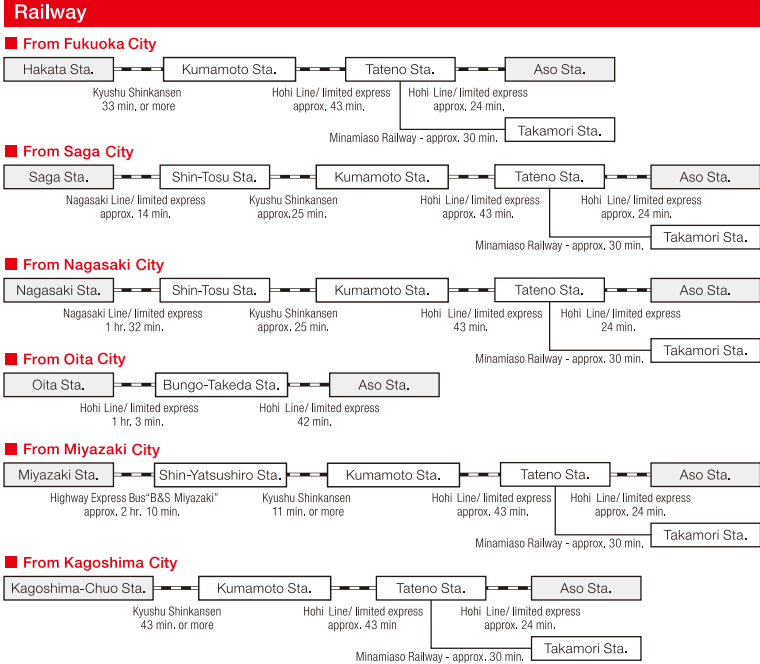 Railway
From Fukuoka City
Hakata Sta.
Kumamoto Sta.
Tateno Sta.
Aso Sta.
Kyushu Shinkansen
33 min. or more
Hohi Line/ limited express
approx. 43 min.
Hohi Line/ limited express
approx. 24 min.
Minamiaso Railway - approx. 30 min.
Takamori Sta.
From Saga City
Saga Sta.
Shin-Tosu Sta.
Kumamoto Sta.
Tateno Sta.
Aso Sta.
Nagasaki Line/ limited express
approx. 14 min.
Kyushu Shinkansen
approx.25 min.
Hohi Line/ limited express
approx. 43 min.
Hohi Line/ limited express
approx. 24 min.
Minamiaso Railway - approx. 30 min.
Takamori Sta.
From Nagasaki City
Nagasaki Sta.
Shin-Tosu Sta.
Kumamoto Sta.
Tateno Sta.
Aso Sta.
Nagasaki Line/ limited express
1 hr. 32 min.
Kyushu Shinkansen
approx. 25 min.
Hohi Line/ limited express
43 min.
Hohi Line/ limited express
24 min.
Minamiaso Railway - approx. 30 min.
Takamori Sta.
From Oita City
Oita Sta.
Bungo-Takeda Sta.
Aso Sta.
Hohi Line/ limited express
1 hr. 3 min.
Hohi Line/ limited express
42 min.
From Miyazaki City
Miyazaki Sta.
Shin-Yatsushiro Sta.
Kumamoto Sta.
Tateno Sta.
Aso Sta.
Highway Express Bus"B&S Miyazaki"
approx. 2 hr. 10 min.
Kyushu Shinkansen
11 min. or more
Hohi Line/ limited express
approx. 43 min.
Hohi Line/ limited express
approx. 24 min.
Minamiaso Railway - approx. 30 min.
Takamori Sta.
From Kagoshima City
Kagoshima-Chuo Sta.
Kumamoto Sta.
Tateno Sta.
Aso Sta.
Kyushu Shinkansen
43 min. or more
Hohi Line/ limited express
approx. 43 min
Hohi Line/ limited express
approx. 24 min.
Minamiaso Railway - approx. 30 min.
Takamori Sta.